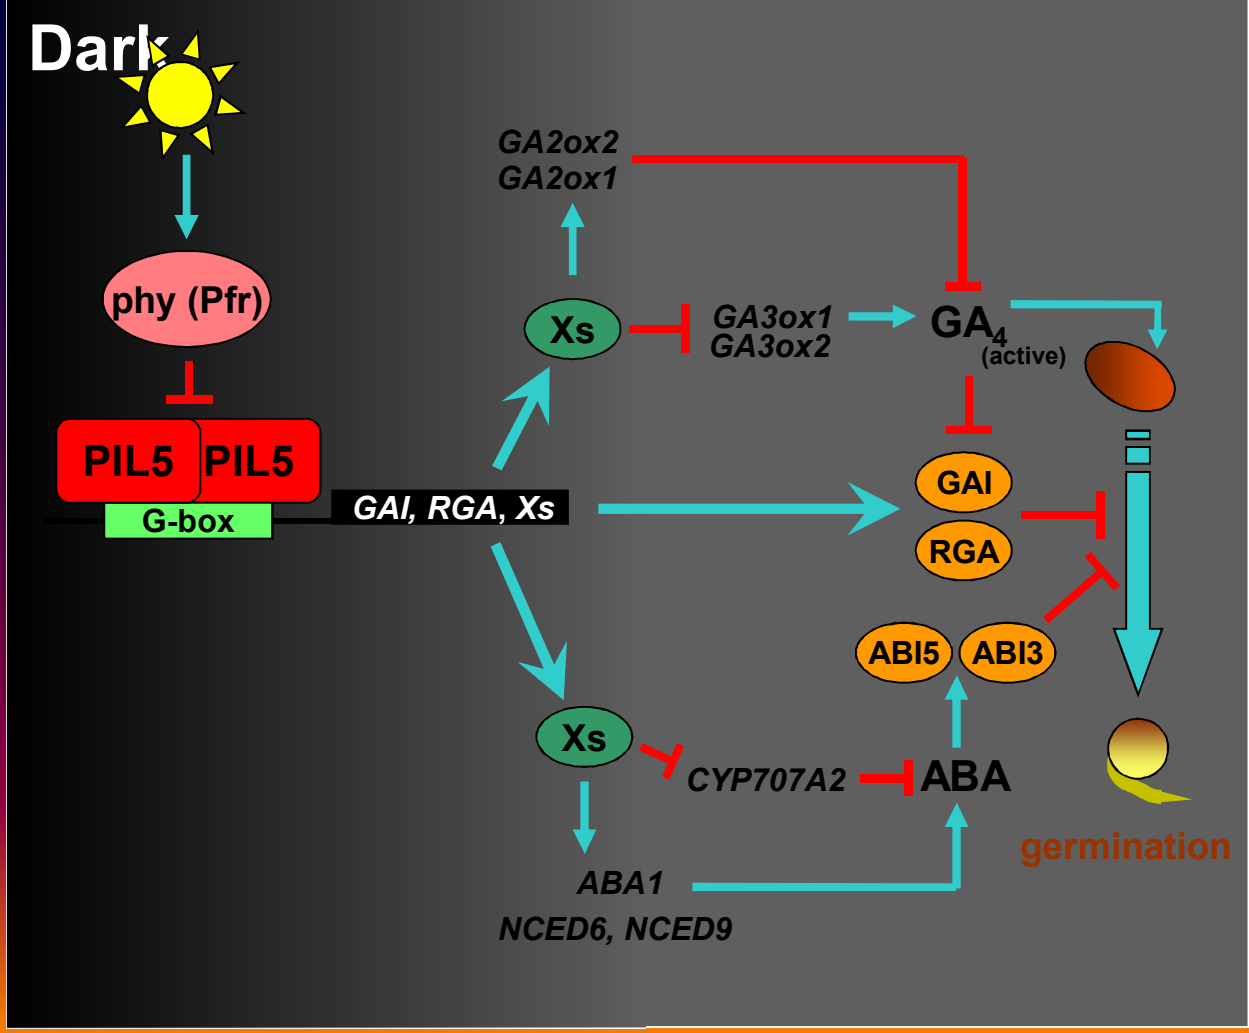 Dark
GA2ox2
GA2ox1
phy (Pfr)
Xs
GA3ox1
GA3ox2
GA4
(active)
PIL5 PIL5
G-box
GAI, RGA, Xs
GAI
RGA
ABI5 ABI3
Xs
CYP707A2
ABA
germination
ABA1
NCED6, NCED9